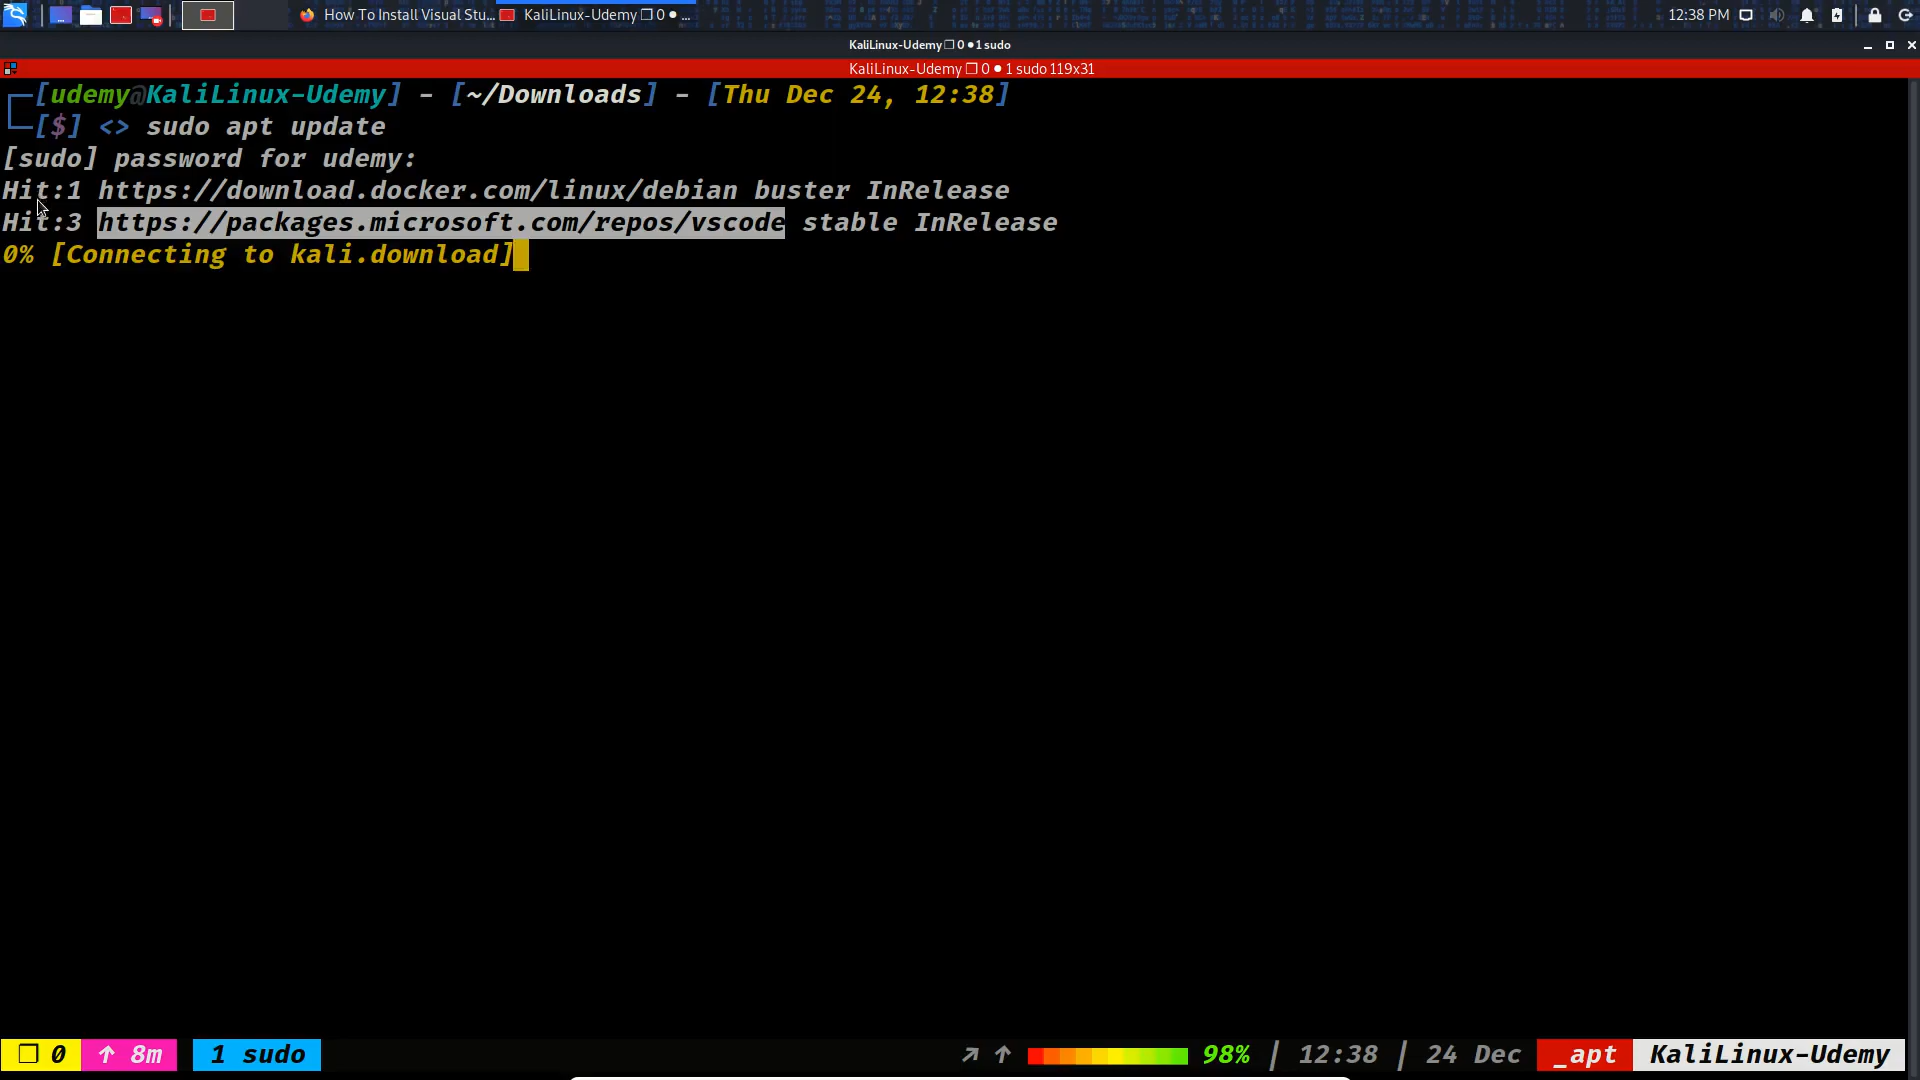 How To Install Visual Stu...
KaliLinux-Udemy ❐ 0 ● ...
12:38 PM
KaliLinux-Udemy ❐ 0 ● 1 sudo
KaliLinux-Udemy ❐ 0 ● 1 sudo 119x31
[udemy@KaliLinux-Udemy] - [~/Downloads] - [Thu Dec 24, 12:38]
[$] <> sudo apt update
[sudo] password for udemy:
Hit:1 https://download.docker.com/linux/debian buster InRelease
Hit:3 https://packages.microsoft.com/repos/vscode stable InRelease
0% [Connecting to kali.download]
❐ 0 ↑ 8m 1 sudo ↗ ↑ 98% | 12:38 | 24 Dec _apt KaliLinux-Udemy